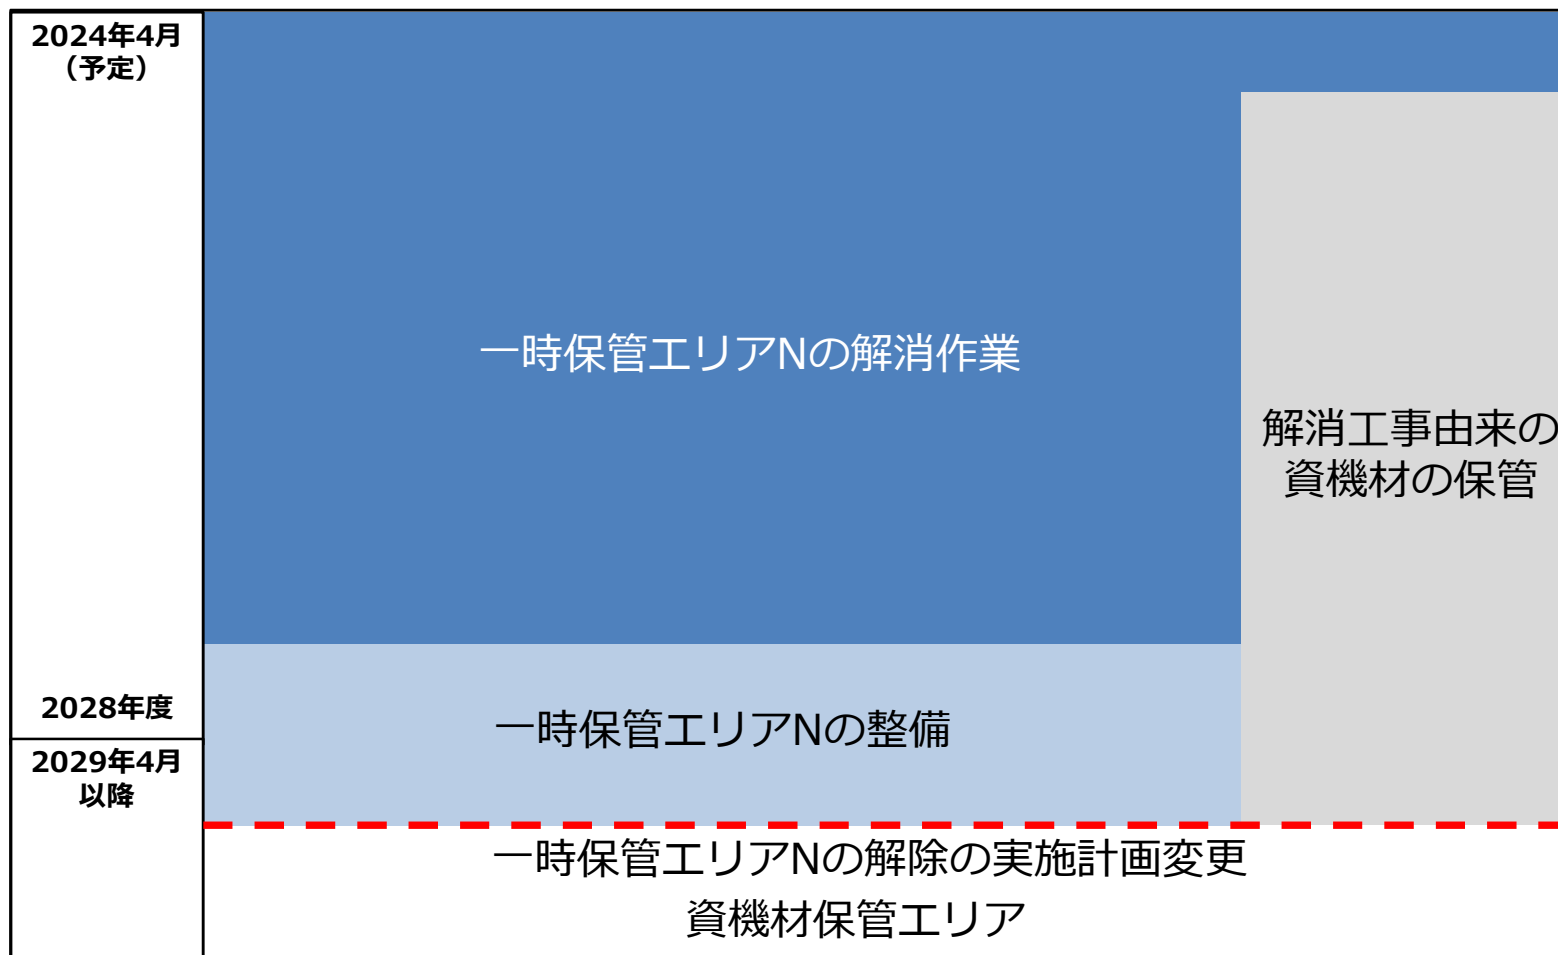 2024年4月
（予定）
一時保管エリアNの解消作業
解消工事由来の
資機材の保管
2028年度
一時保管エリアNの整備
2029年4月
以降
一時保管エリアNの解除の実施計画変更
資機材保管エリア